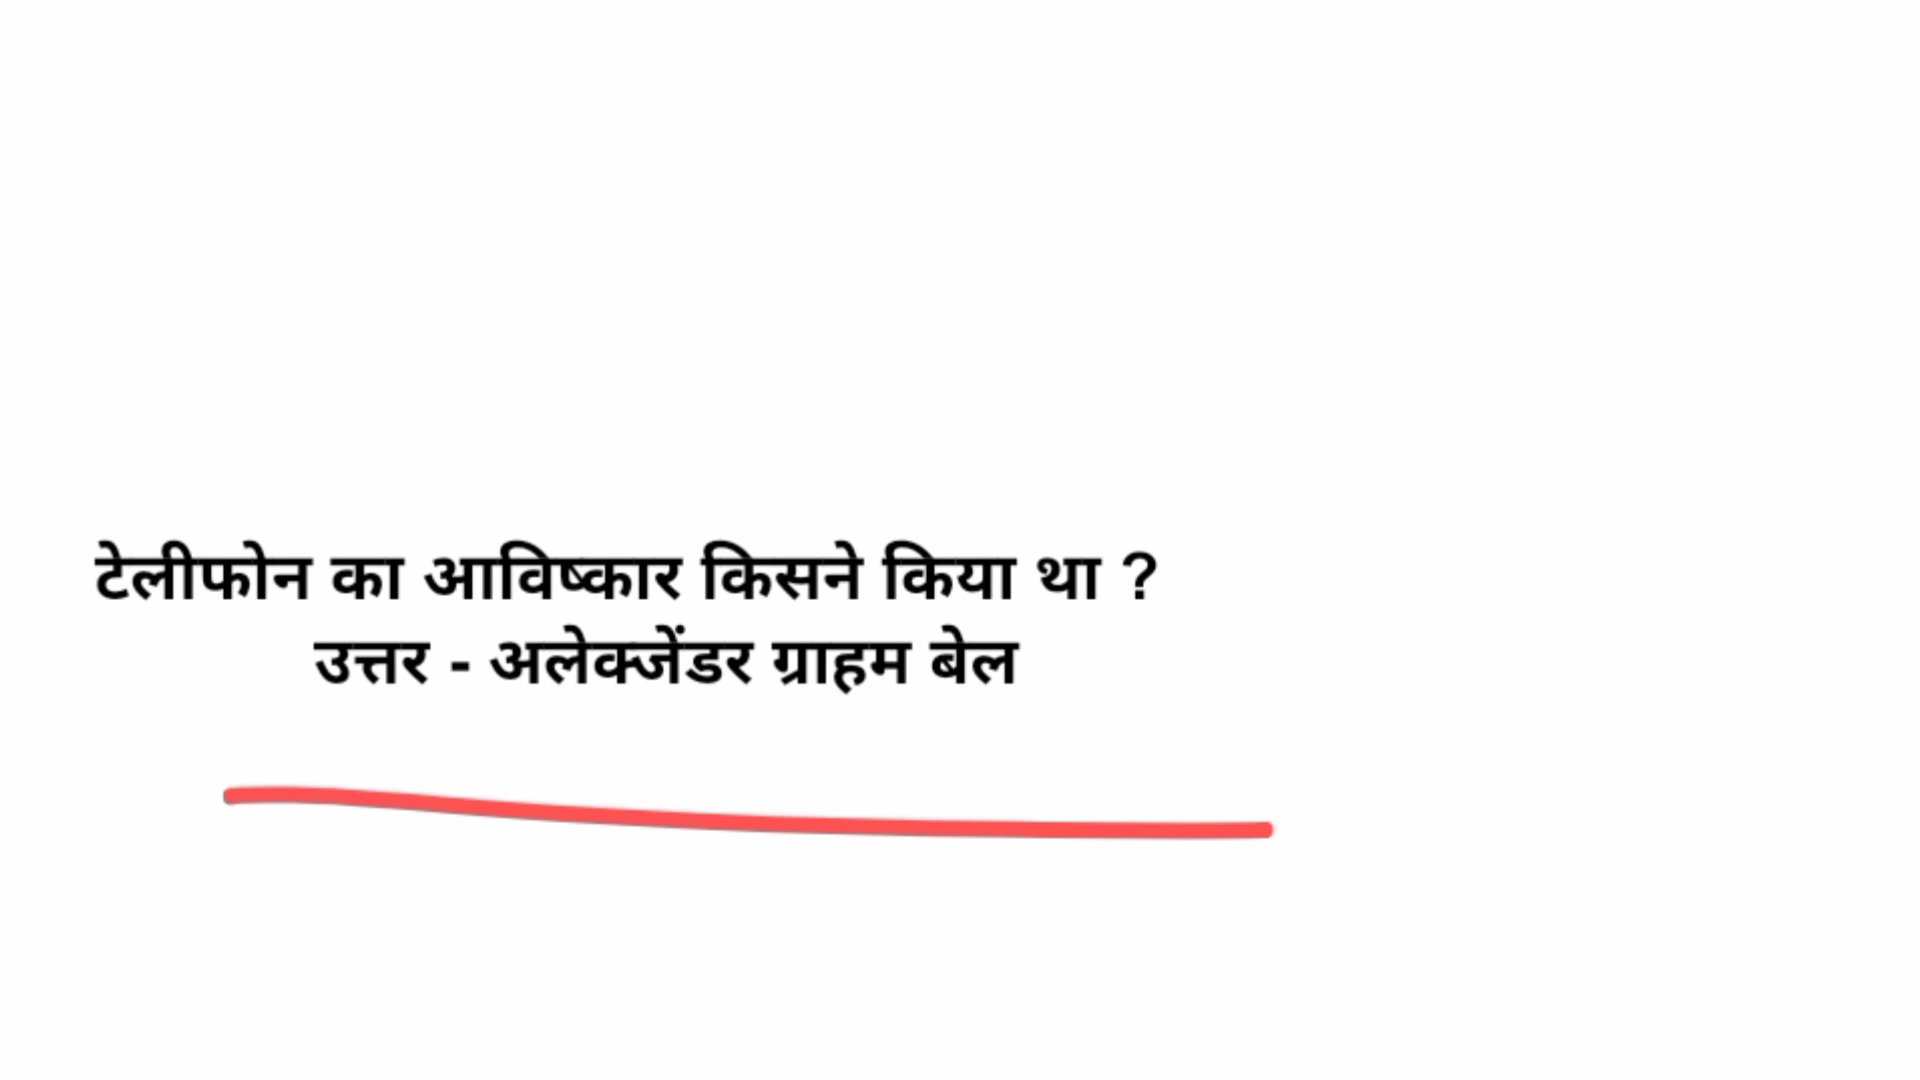 टेलीफोन का आविष्कार किसने किया था ?
उत्तर - अलेक्जेंडर ग्राहम बेल